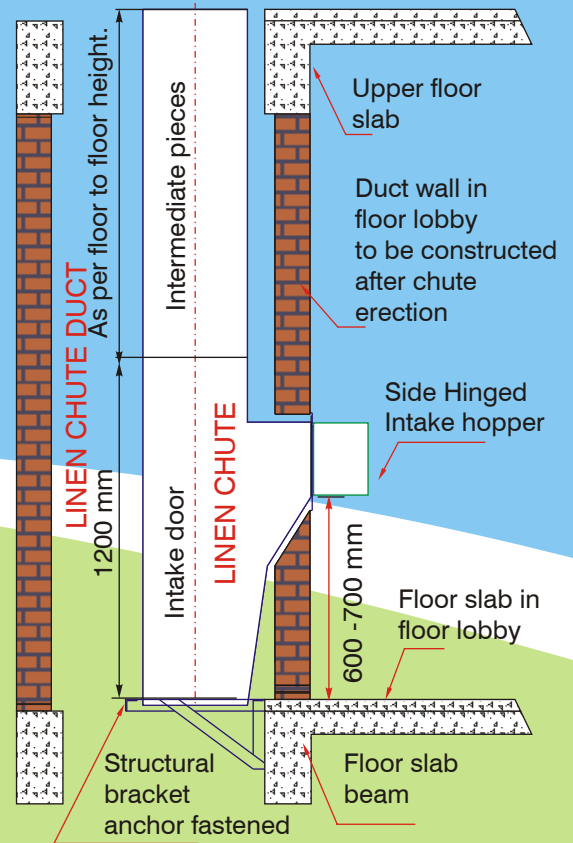 Upper floor
slab
Intermediate pieces
As per floor to floor height.
Duct wall in
floor lobby
to be constructed
after chute
erection
LINEN CHUTE DUCT
Side Hinged
Intake hopper
1200 mm
Intake door
LINEN CHUTE
600 -700 mm
Floor slab in
floor lobby
Structural
bracket
anchor fastened
Floor slab
beam